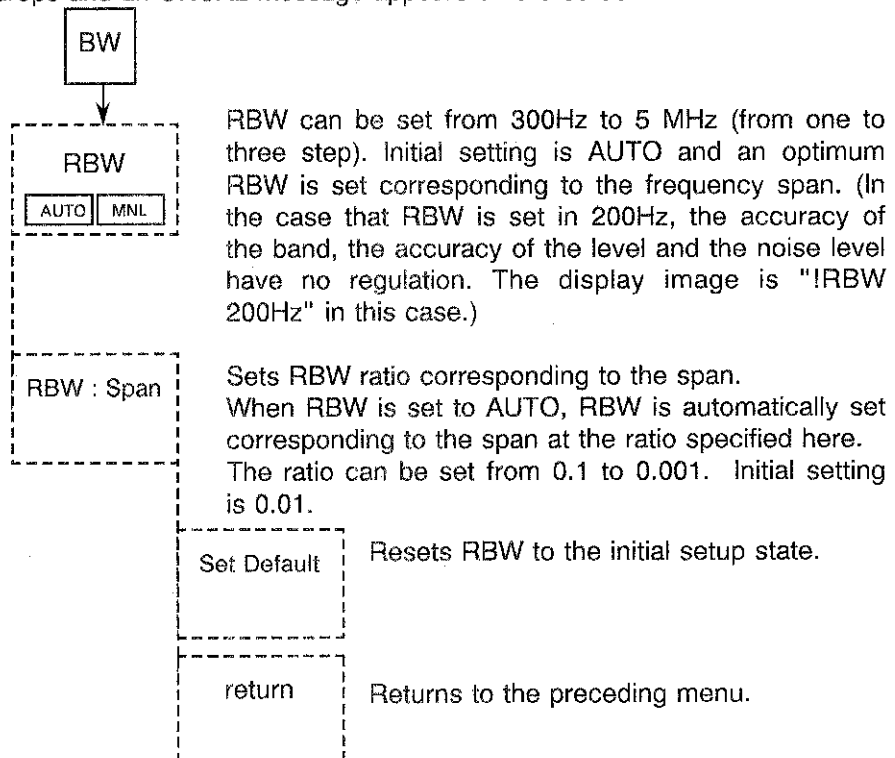 BW
RBW
AUTO MNL
RBW can be set from 300Hz to 5 MHz (from one to
three step). Initial setting is AUTO and an optimum
RBW is set corresponding to the frequency span. (In
the case that RBW is set in 200Hz, the accuracy of
the band, the accuracy of the level and the noise level
have no regulation. The display image is "!RBW
200Hz" in this case.)
RBW : Span
Sets RBW ratio corresponding to the span.
When RBW is set to AUTO, RBW is automatically set
corresponding to the span at the ratio specified here.
The ratio can be set from 0.1 to 0.001. Initial setting
is 0.01.
Set Default
Resets RBW to the initial setup state.
return
Returns to the preceding menu.